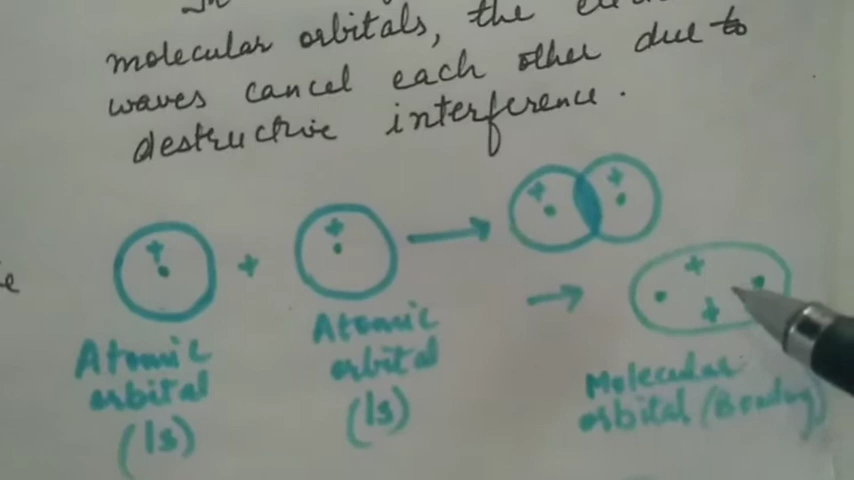 molecular orbitals, the
waves cancel each other due to
destructive interference.
+ + + + +
+
+
Atomic orbital (1s)
Atomic orbital (1s)
Molecular orbital (Bonding)